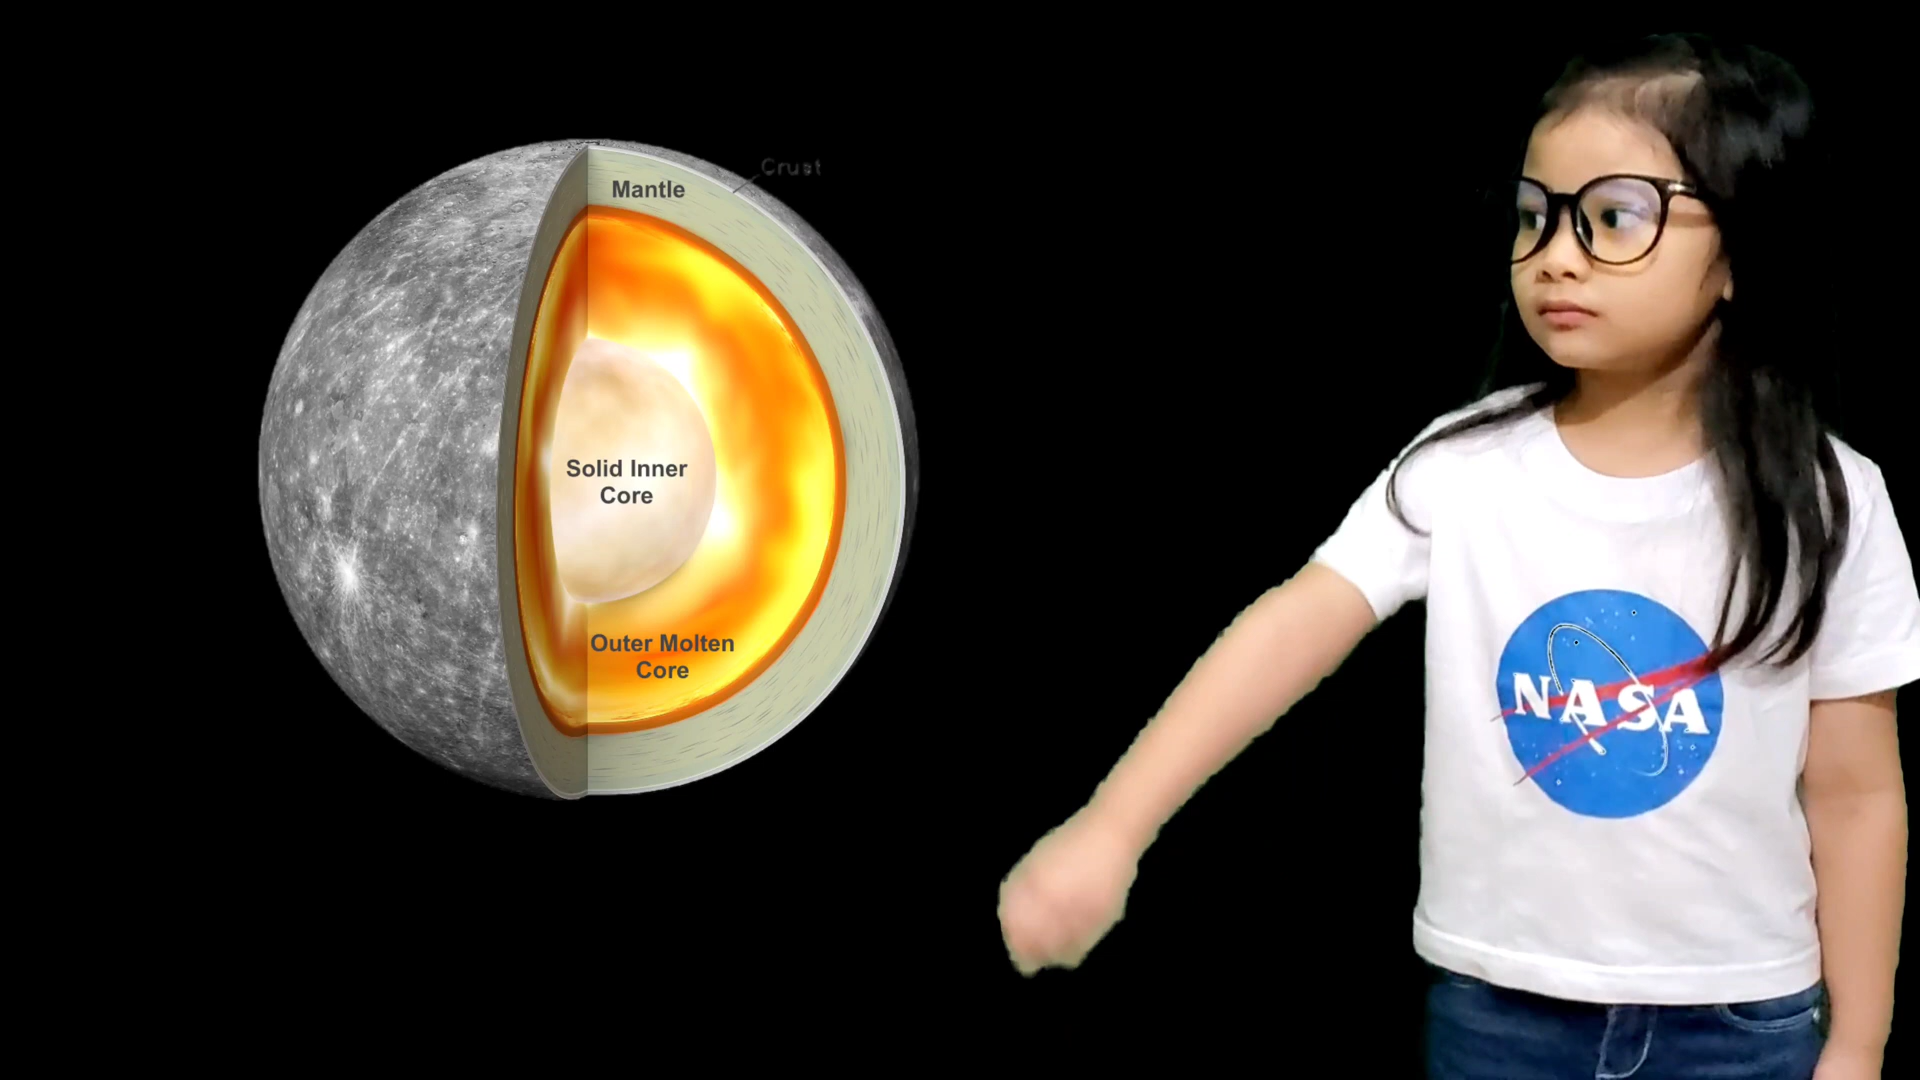 Crust
Mantle
Solid Inner
Core
Outer Molten
Core
NASA